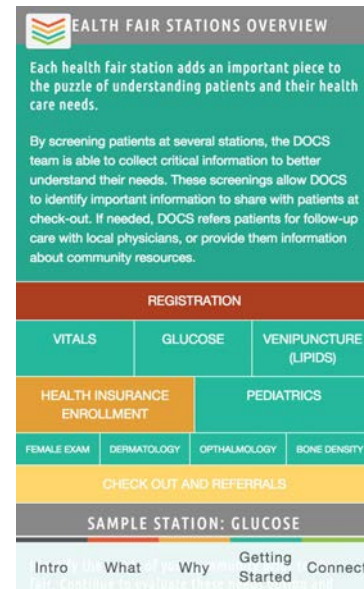 EALTH FAIR STATIONS OVERVIEW
Each health fair station adds an important piece to
the puzzle of understanding patients and their health
care needs.
By screening patients at several stations, the DOCS
team is able to collect critical information to better
understand their needs. These screenings allow DOCS
to identify important information to share with patients at
check-out. If needed, DOCS refers patients for follow-up
care with local physicians, or provide them information
about community resources.
REGISTRATION
VITALS
GLUCOSE
VENIPUNCTURE
(LIPIDS)
HEALTH INSURANCE
ENROLLMENT
PEDIATRICS
FEMALE EXAM
DERMATOLOGY
OPTHALMOLOGY
BONE DENSITY
CHECK OUT AND REFERRALS
SAMPLE STATION: GLUCOSE
Intro
What
Why
Getting
Started
Connect